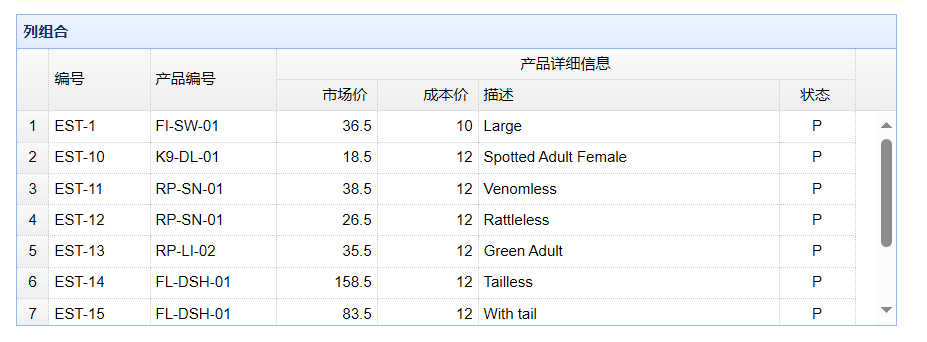 列组合
产品详细信息
编号 产品编号
市场价 成本价 描述 状态
1 EST-1 FI-SW-01 36.5 10 Large P
2 EST-10 K9-DL-01 18.5 12 Spotted Adult Female P
3 EST-11 RP-SN-01 38.5 12 Venomless P
4 EST-12 RP-SN-01 26.5 12 Rattleless P
5 EST-13 RP-LI-02 35.5 12 Green Adult P
6 EST-14 FL-DSH-01 158.5 12 Tailless P
7 EST-15 FL-DSH-01 83.5 12 With tail P